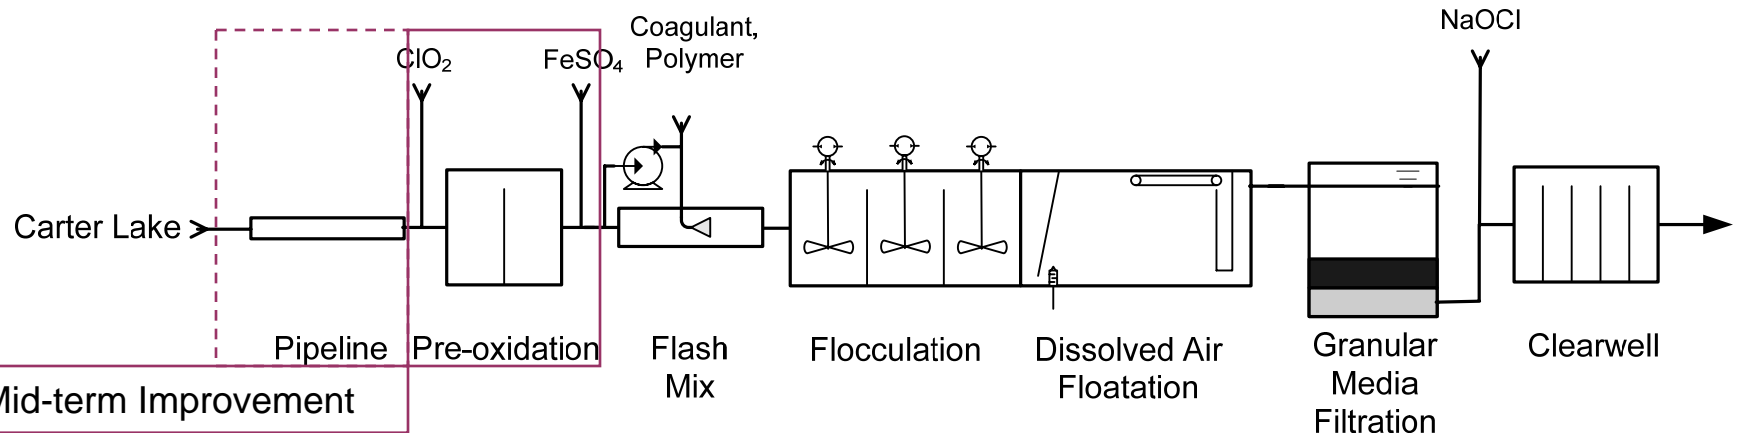 NaOCl
Coagulant,
Polymer
ClO₂
FeSO₄
Carter Lake
Pipeline
Pre-oxidation
Flash
Mix
Flocculation
Dissolved Air
Floatation
Granular
Media
Filtration
Clearwell
Mid-term Improvement